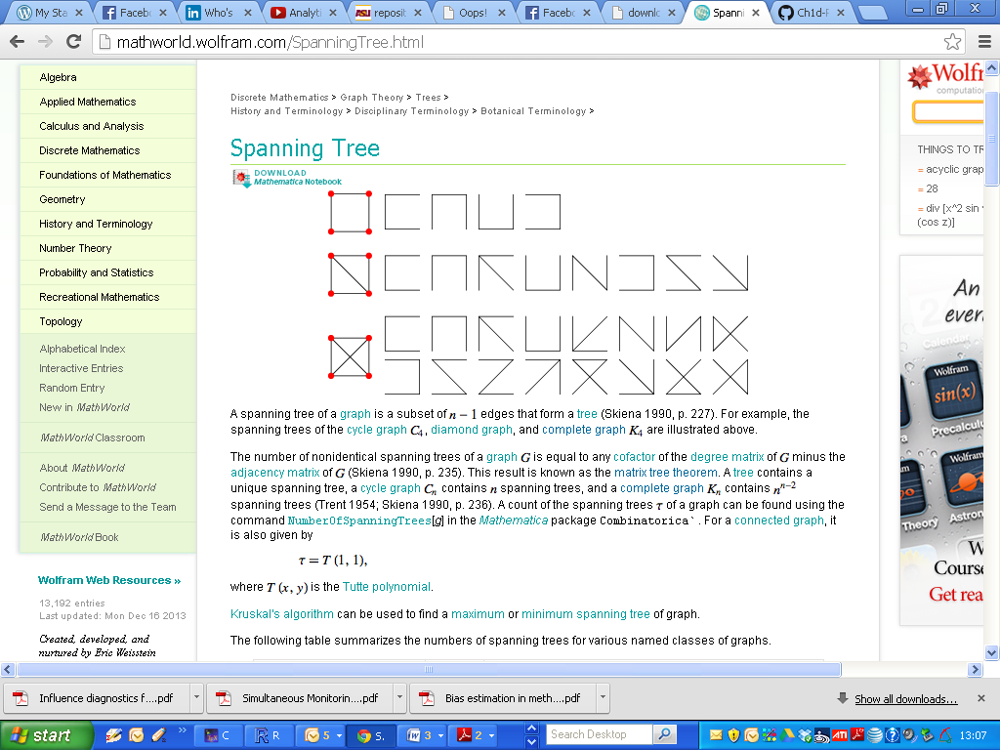 My Sta
Faceb
Who's
Analyti
ASU reposit
Oops!
Faceb
downlo
Spanni
Ch1d-F
mathworld.wolfram.com/SpanningTree.html
Algebra
Applied Mathematics
Calculus and Analysis
Discrete Mathematics
Foundations of Mathematics
Geometry
History and Terminology
Number Theory
Probability and Statistics
Recreational Mathematics
Topology
Alphabetical Index
Interactive Entries
Random Entry
New in MathWorld
MathWorld Classroom
About MathWorld
Contribute to MathWorld
Send a Message to the Team
MathWorld Book
Wolfram Web Resources »
13,192 entries
Last updated: Mon Dec 16 2013
Created, developed, and
nurtured by Eric Weisstein
Discrete Mathematics > Graph Theory > Trees >
History and Terminology > Disciplinary Terminology > Botanical Terminology >
Spanning Tree
DOWNLOAD
Mathematica Notebook
A spanning tree of a graph is a subset of n − 1 edges that form a tree (Skiena 1990, p. 227). For example, the
spanning trees of the cycle graph C₄, diamond graph, and complete graph K₄ are illustrated above.
The number of nonidentical spanning trees of a graph G is equal to any cofactor of the degree matrix of G minus the
adjacency matrix of G (Skiena 1990, p. 235). This result is known as the matrix tree theorem. A tree contains a
unique spanning tree, a cycle graph Cₙ contains n spanning trees, and a complete graph Kₙ contains nⁿ⁻²
spanning trees (Trent 1954; Skiena 1990, p. 236). A count of the spanning trees τ of a graph can be found using the
command NumberOfSpanningTrees[g] in the Mathematica package Combinatorica` . For a connected graph, it
is also given by
τ = T (1, 1),
where T (x, y) is the Tutte polynomial.
Kruskal's algorithm can be used to find a maximum or minimum spanning tree of graph.
The following table summarizes the numbers of spanning trees for various named classes of graphs.
Wolfr
computation
THINGS TO TR
= acyclic grap
= 28
= div [x^2 sin
(cos z)]
An
ever
Calendar
Wolfram
sin(x)
Precalcul
Wolfram
Theory
Astron
W
Cours
Get rea
Influence diagnostics f....pdf
Simultaneous Monitorin....pdf
Bias estimation in meth....pdf
Show all downloads...
start
C
R
5
S.
3
2
Search Desktop
ATI
13:07